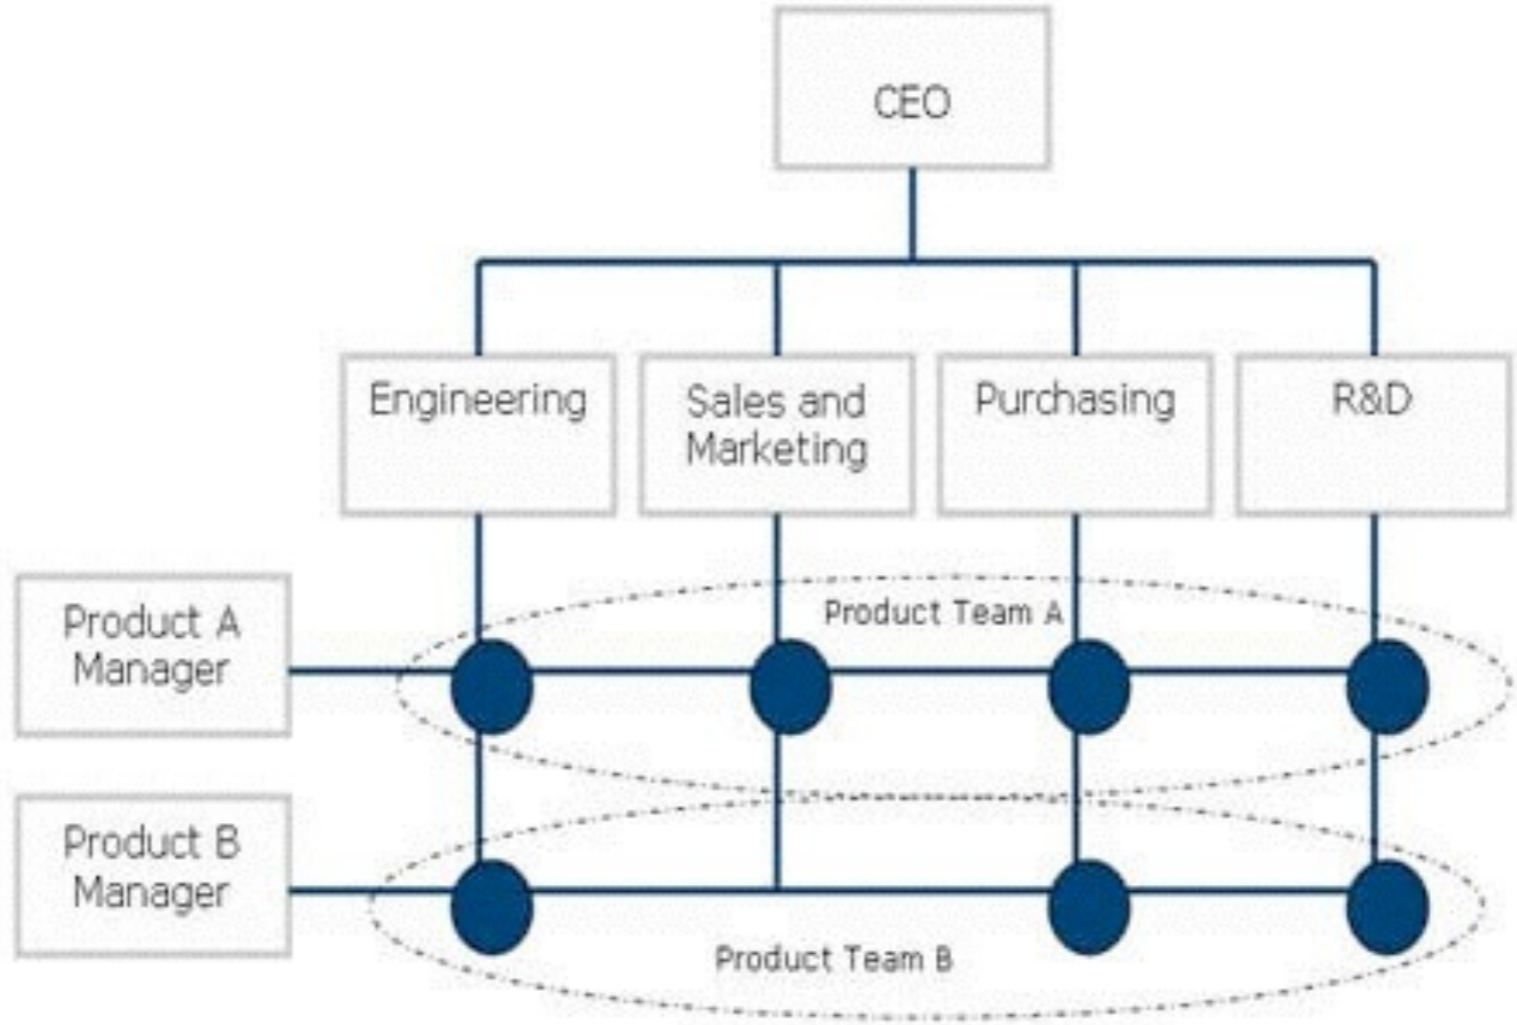 CEO
Engineering
Sales and
Marketing
Purchasing
R&D
Product A
Manager
Product Team A
Product B
Manager
Product Team B